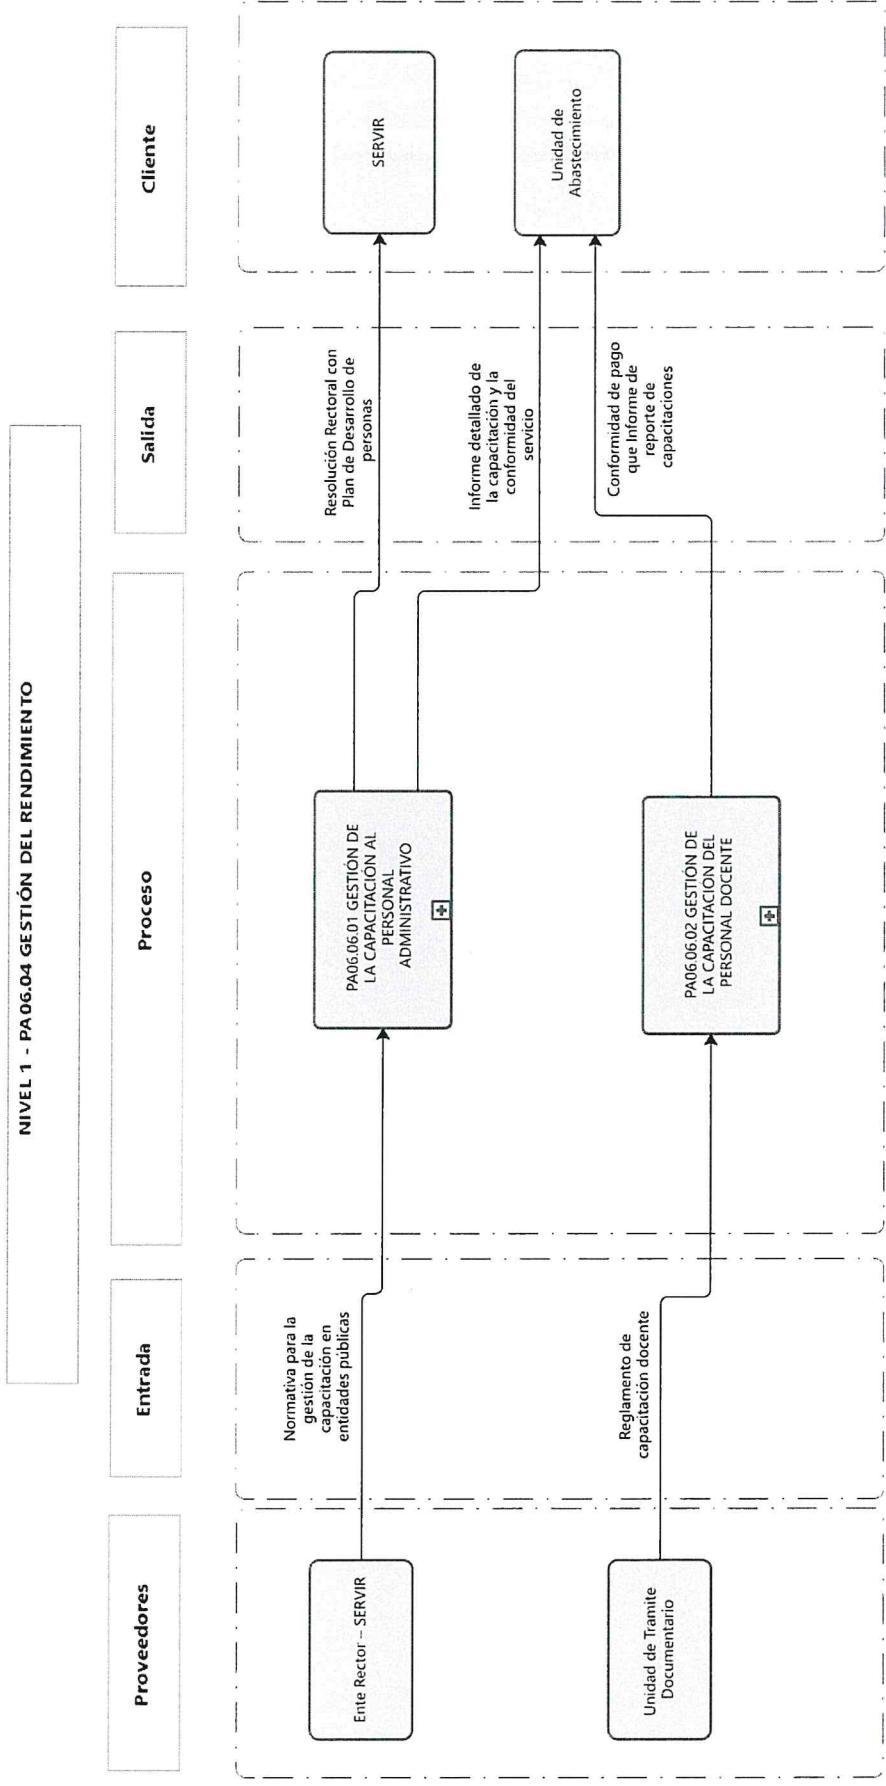 NIVEL 1 - PA06.04 GESTIÓN DEL RENDIMIENTO
Proveedores
Entrada
Proceso
Salida
Cliente
Ente Rector – SERVIR
Normativa para la
gestión de la
capacitación en
entidades públicas
PA06.06.01 GESTIÓN DE
LA CAPACITACIÓN AL
PERSONAL
ADMINISTRATIVO
Resolución Rectoral con
Plan de Desarrollo de
personas
SERVIR
Informe detallado de
la capacitación y la
conformidad del
servicio
Unidad de
Abastecimiento
Unidad de Tramite
Documentario
Reglamento de
capacitación docente
PA06.06.02 GESTIÓN DE
LA CAPACITACIÓN DEL
PERSONAL DOCENTE
Conformidad de pago
que Informe de
reporte de
capacitaciones